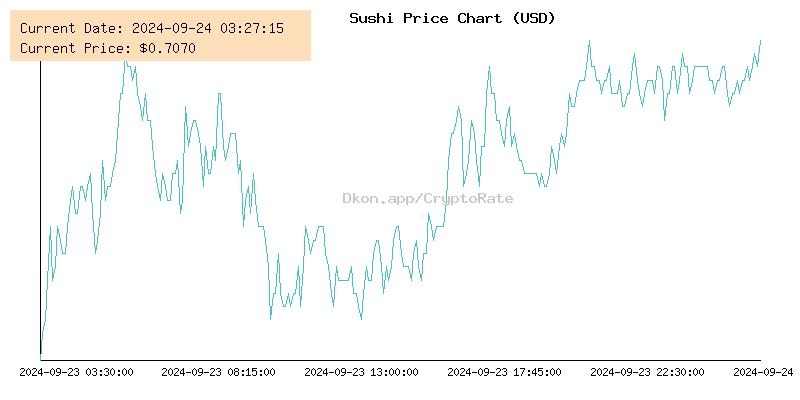 Sushi Price Chart (USD)
Current Date: 2024-09-24 03:27:15
Current Price: $0.7070
Dkon.app/CryptoRate
2024-09-23 03:30:00 2024-09-23 08:15:00 2024-09-23 13:00:00 2024-09-23 17:45:00 2024-09-23 22:30:00 2024-09-24